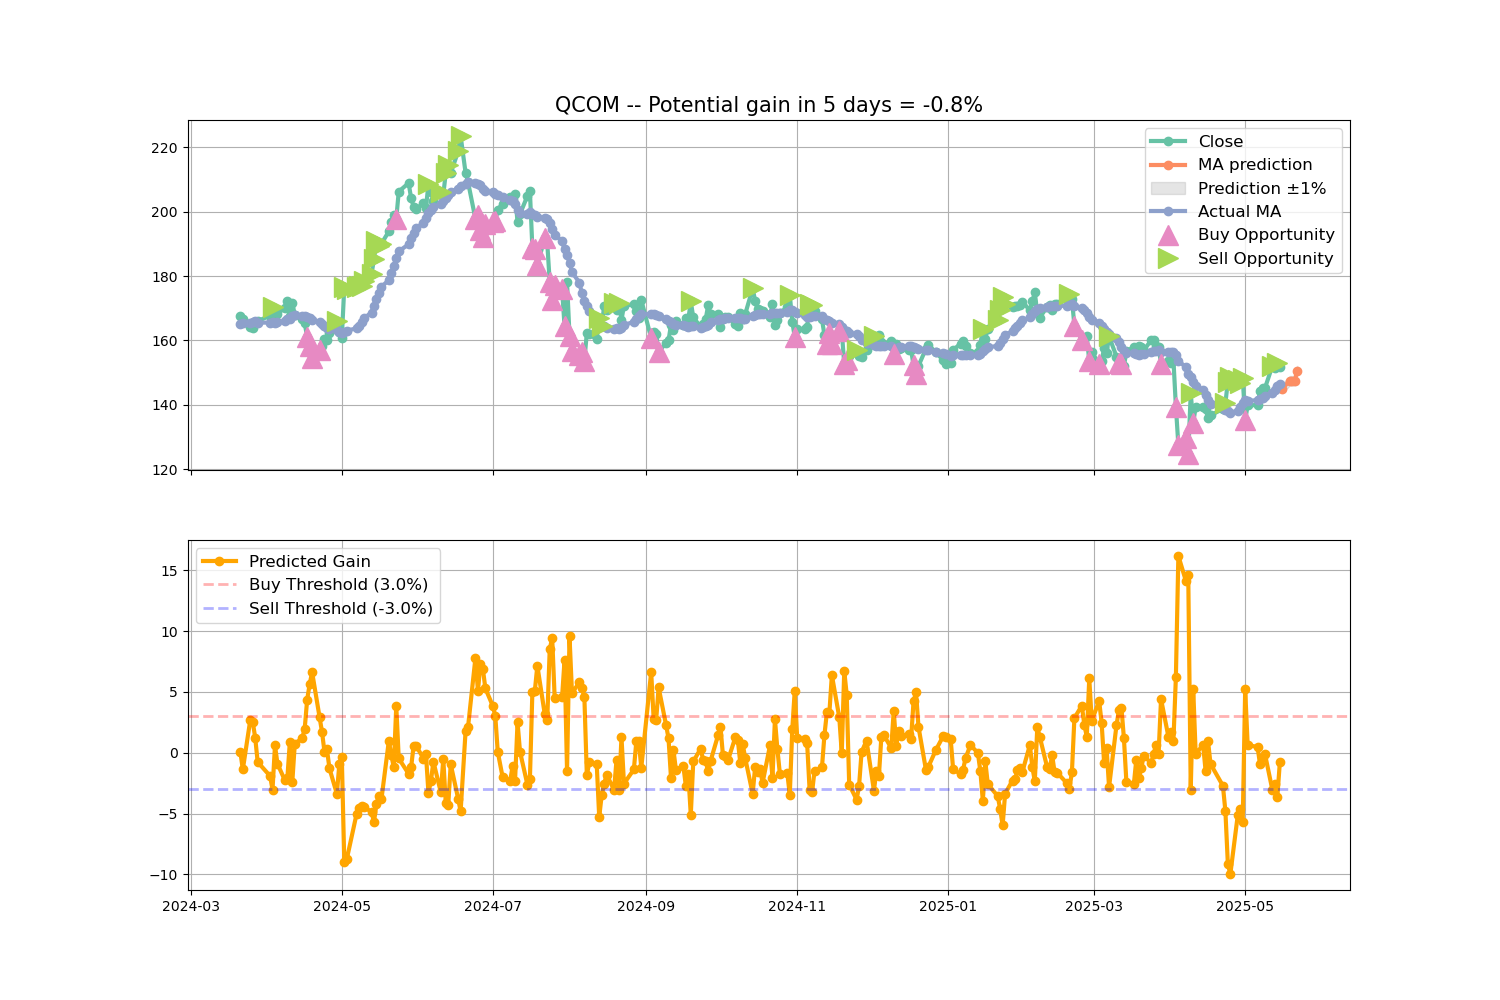 QCOM -- Potential gain in 5 days = -0.8%
220
200
180
160
140
120
Close
MA prediction
Prediction ±1%
Actual MA
Buy Opportunity
Sell Opportunity
15
10
5
0
−5
−10
Predicted Gain
Buy Threshold (3.0%)
Sell Threshold (-3.0%)
2024-03 2024-05 2024-07 2024-09 2024-11 2025-01 2025-03 2025-05